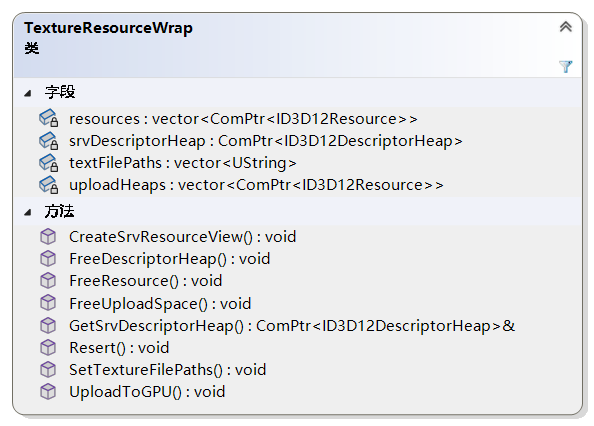 TextureResourceWrap
类
字段
resources : vector<ComPtr<ID3D12Resource>>
srvDescriptorHeap : ComPtr<ID3D12DescriptorHeap>
textFilePaths : vector<UString>
uploadHeaps : vector<ComPtr<ID3D12Resource>>
方法
CreateSrvResourceView() : void
FreeDescriptorHeap() : void
FreeResource() : void
FreeUploadSpace() : void
GetSrvDescriptorHeap() : ComPtr<ID3D12DescriptorHeap>&
Resert() : void
SetTextureFilePaths() : void
UploadToGPU() : void